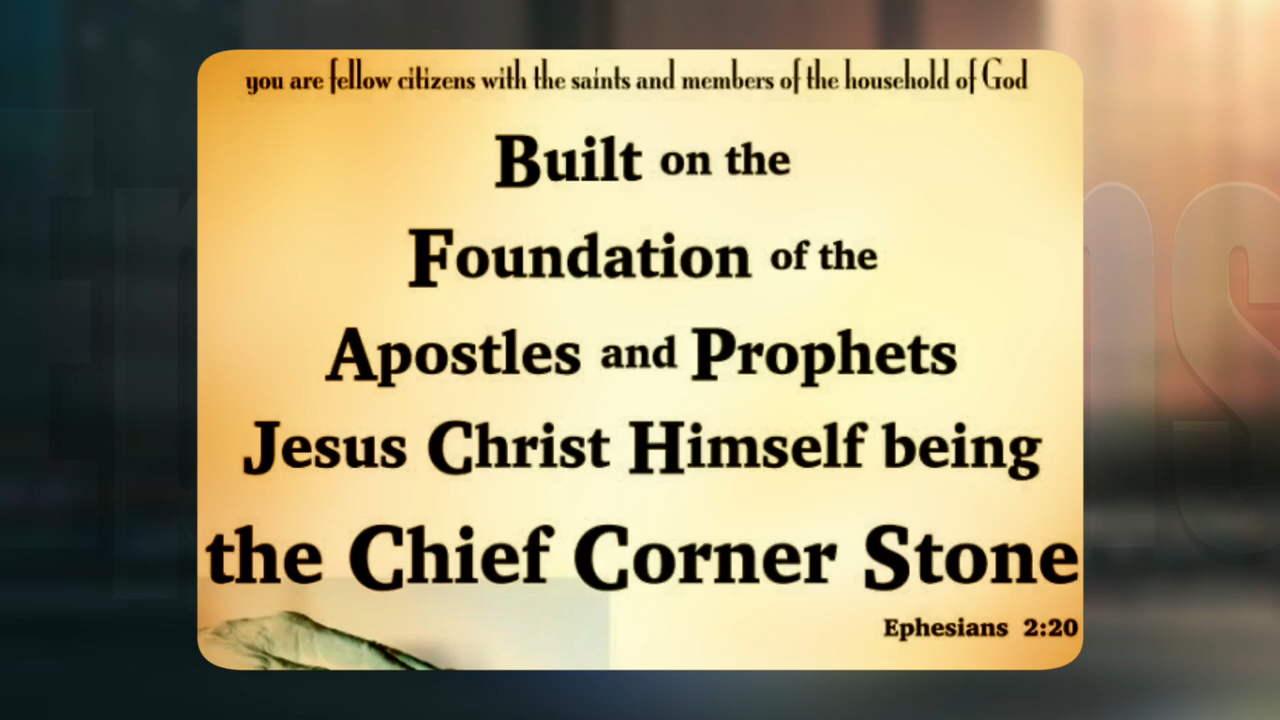 you are fellow citizens with the saints and members of the household of God
Built on the
Foundation of the
Apostles and Prophets
Jesus Christ Himself being
the Chief Corner Stone
Ephesians 2:20